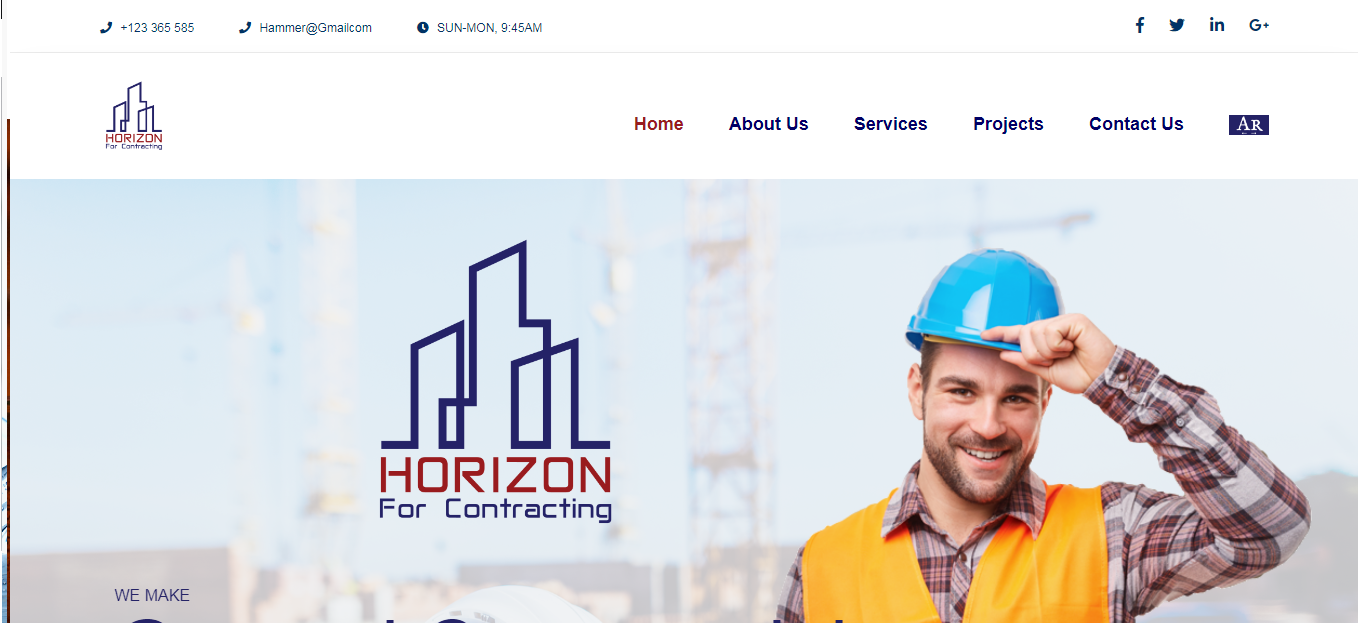 +123 365 585
Hammer@Gmailcom
SUN-MON, 9:45AM
HORIZON
For Contracting
Home
About Us
Services
Projects
Contact Us
AR
HORIZON
For Contracting
WE MAKE